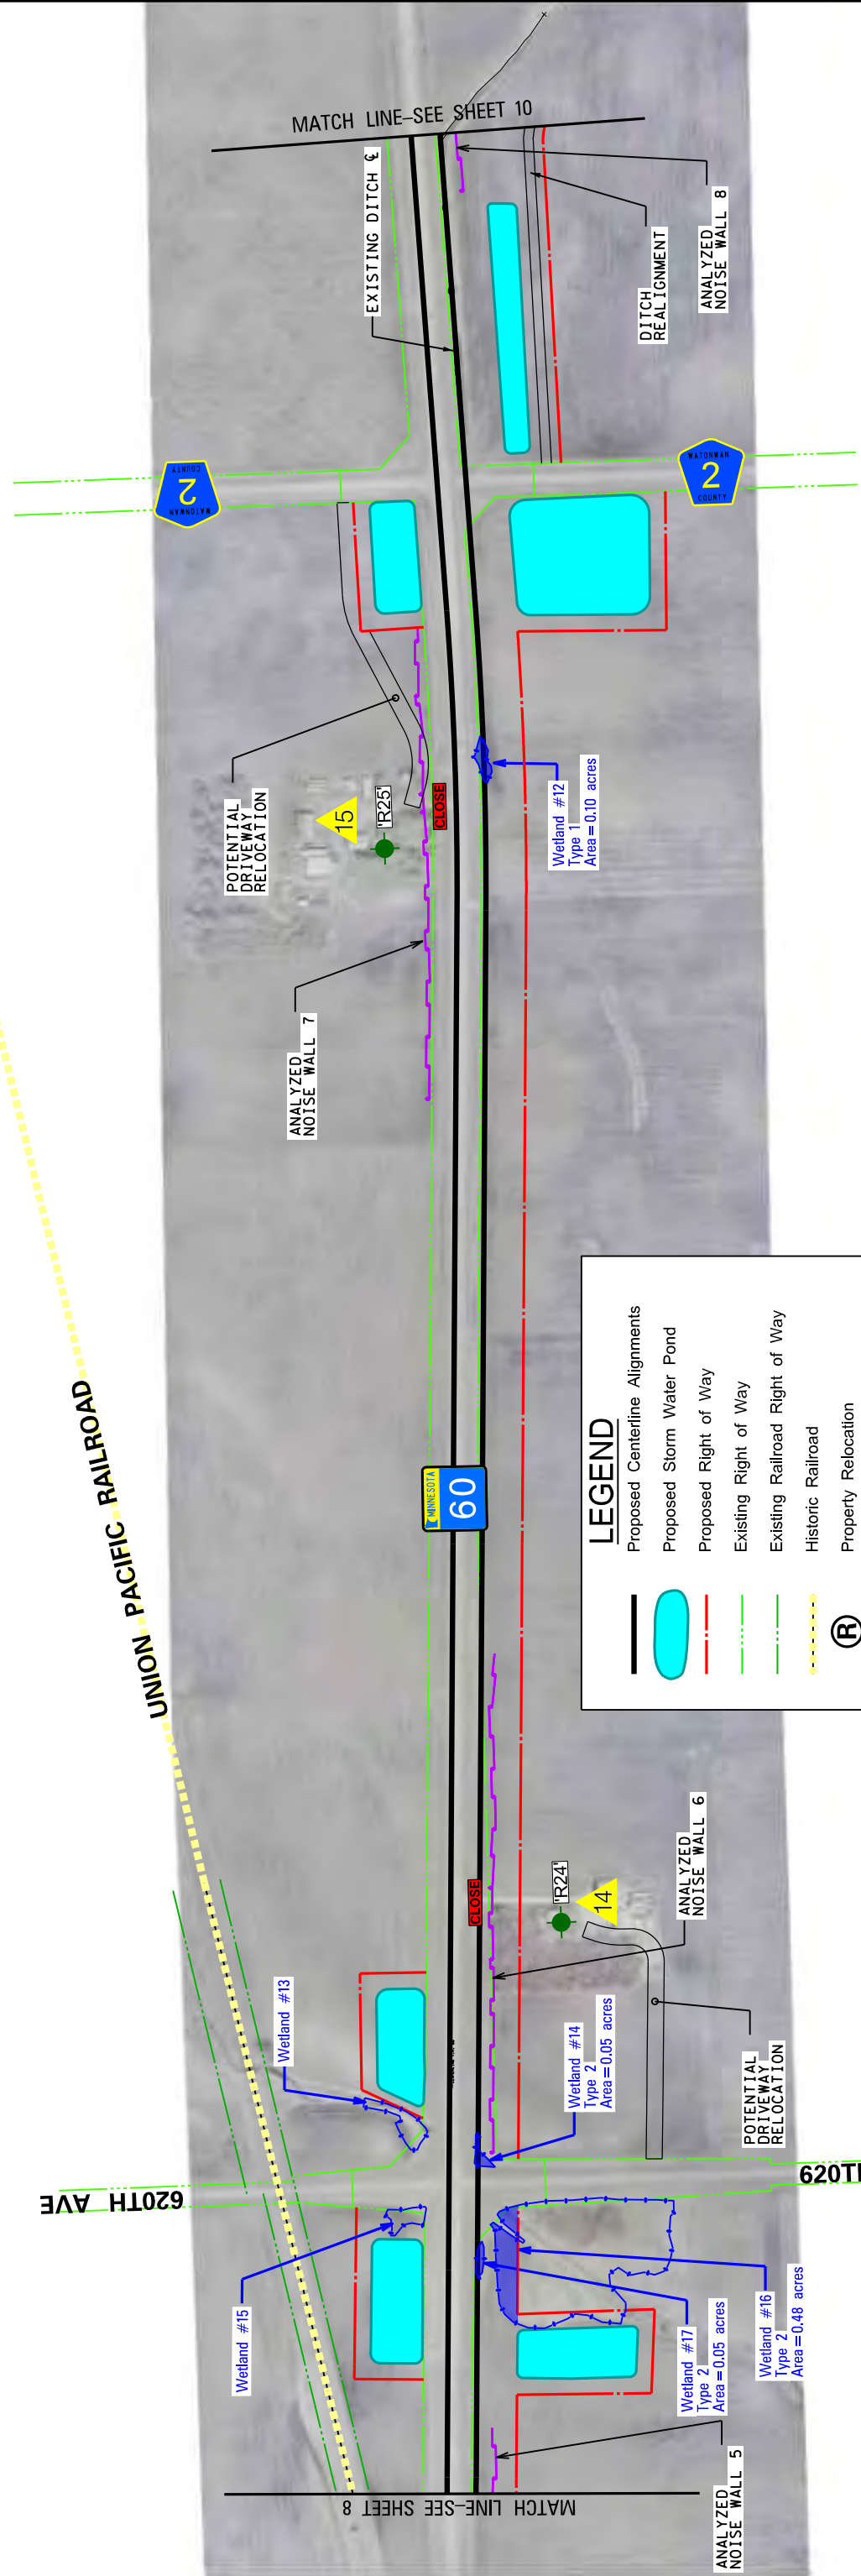 MATCH LINE–SEE SHEET 10
EXISTING DITCH ℄
ANALYZED
NOISE WALL 8
DITCH
REALIGNMENT
WATONWAN
2
COUNTY
WATONWAN
2
COUNTY
POTENTIAL
DRIVEWAY
RELOCATION
15
'R25'
CLOSE
Wetland #12
Type 1
Area = 0.10 acres
ANALYZED
NOISE WALL 7
UNION PACIFIC RAILROAD
MINNESOTA
60
LEGEND
Proposed Centerline Alignments
Proposed Storm Water Pond
Proposed Right of Way
Existing Right of Way
Existing Railroad Right of Way
Historic Railroad
R Property Relocation
CLOSE
'R24'
14
ANALYZED
NOISE WALL 6
Wetland #13
Wetland #14
Type 2
Area = 0.05 acres
POTENTIAL
DRIVEWAY
RELOCATION
620TH AVE
620TH
Wetland #15
Wetland #16
Type 2
Area = 0.48 acres
Wetland #17
Type 2
Area = 0.05 acres
ANALYZED
NOISE WALL 5
MATCH LINE–SEE SHEET 8